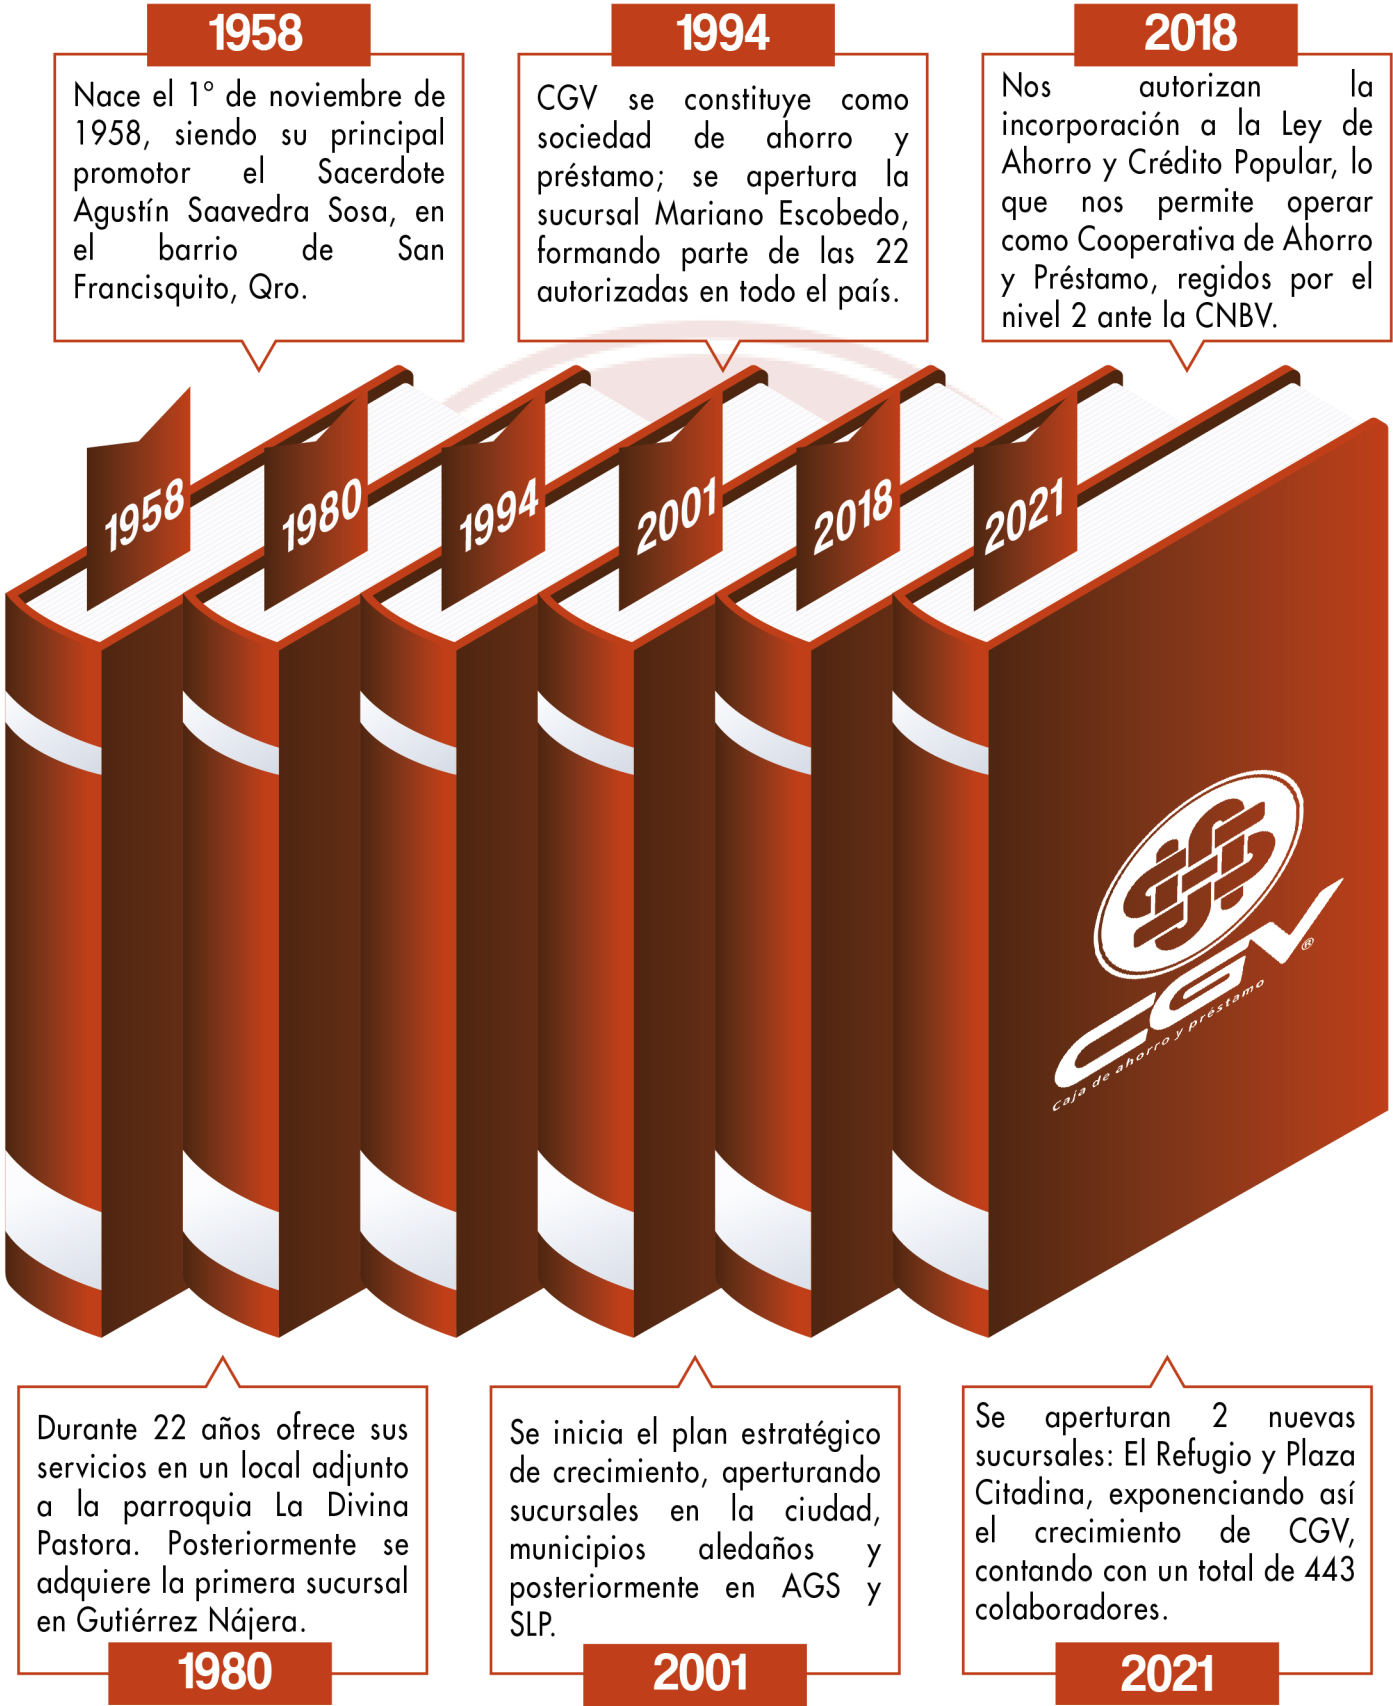 1958
Nace el 1° de noviembre de
1958, siendo su principal
promotor el Sacerdote
Agustín Saavedra Sosa, en
el barrio de San
Francisquito, Qro.
1994
CGV se constituye como
sociedad de ahorro y
préstamo; se apertura la
sucursal Mariano Escobedo,
formando parte de las 22
autorizadas en todo el país.
2018
Nos autorizan la
incorporación a la Ley de
Ahorro y Crédito Popular, lo
que nos permite operar
como Cooperativa de Ahorro
y Préstamo, regidos por el
nivel 2 ante la CNBV.
1958
1980
1994
2001
2018
2021
CGV®
Caja de ahorro y préstamo
Durante 22 años ofrece sus
servicios en un local adjunto
a la parroquia La Divina
Pastora. Posteriormente se
adquiere la primera sucursal
en Gutiérrez Nájera.
1980
Se inicia el plan estratégico
de crecimiento, aperturando
sucursales en la ciudad,
municipios aledaños y
posteriormente en AGS y
SLP.
2001
Se aperturan 2 nuevas
sucursales: El Refugio y Plaza
Citadina, exponenciando así
el crecimiento de CGV,
contando con un total de 443
colaboradores.
2021